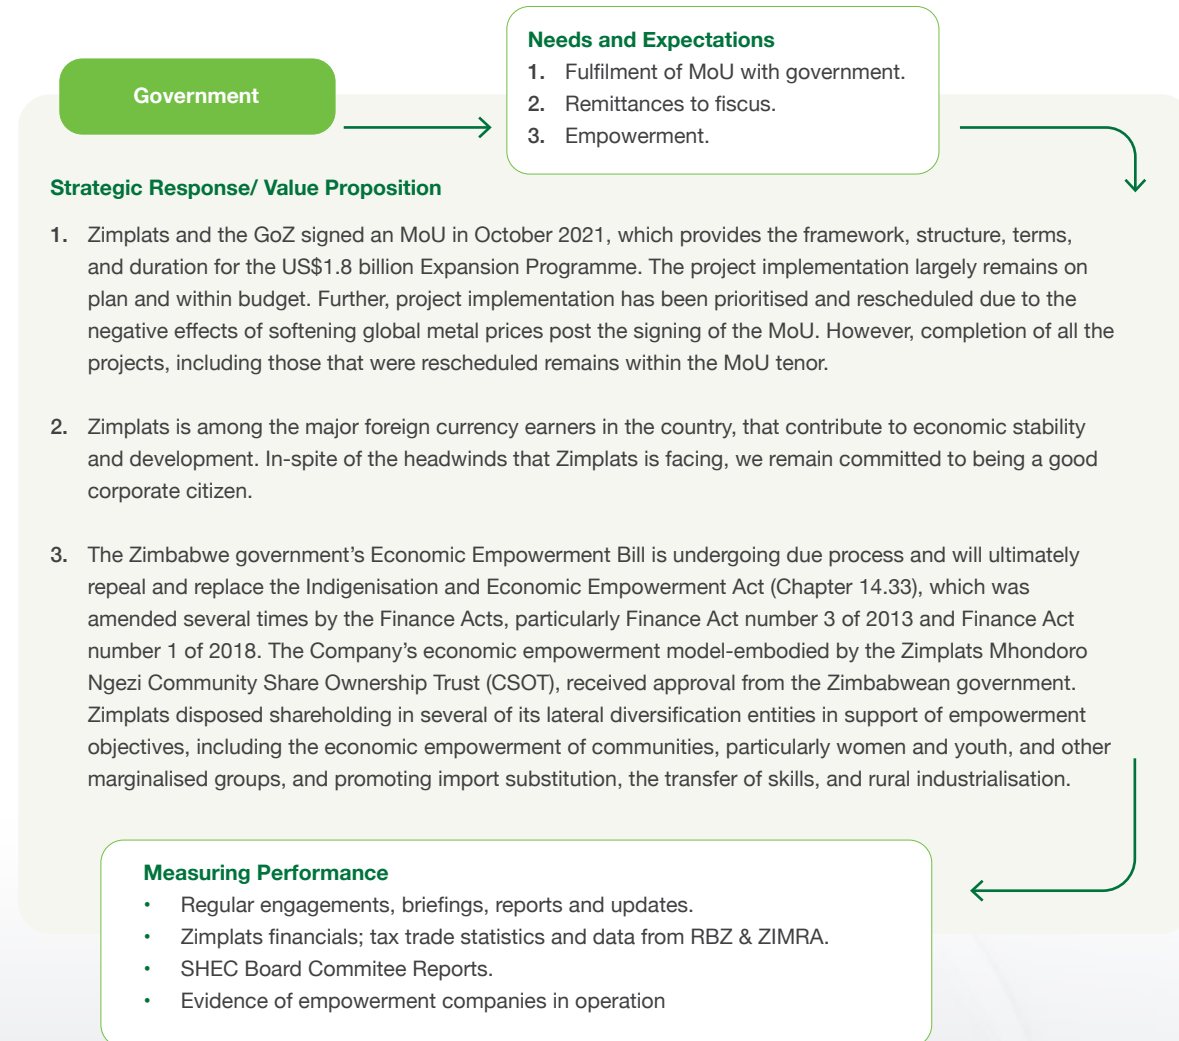 Government
Needs and Expectations
1. Fulfilment of MoU with government.
2. Remittances to fiscus.
3. Empowerment.
Strategic Response/ Value Proposition
1. Zimplats and the GoZ signed an MoU in October 2021, which provides the framework, structure, terms,
and duration for the US$1.8 billion Expansion Programme. The project implementation largely remains on
plan and within budget. Further, project implementation has been prioritised and rescheduled due to the
negative effects of softening global metal prices post the signing of the MoU. However, completion of all the
projects, including those that were rescheduled remains within the MoU tenor.
2. Zimplats is among the major foreign currency earners in the country, that contribute to economic stability
and development. In-spite of the headwinds that Zimplats is facing, we remain committed to being a good
corporate citizen.
3. The Zimbabwe government’s Economic Empowerment Bill is undergoing due process and will ultimately
repeal and replace the Indigenisation and Economic Empowerment Act (Chapter 14.33), which was
amended several times by the Finance Acts, particularly Finance Act number 3 of 2013 and Finance Act
number 1 of 2018. The Company’s economic empowerment model-embodied by the Zimplats Mhondoro
Ngezi Community Share Ownership Trust (CSOT), received approval from the Zimbabwean government.
Zimplats disposed shareholding in several of its lateral diversification entities in support of empowerment
objectives, including the economic empowerment of communities, particularly women and youth, and other
marginalised groups, and promoting import substitution, the transfer of skills, and rural industrialisation.
Measuring Performance
• Regular engagements, briefings, reports and updates.
• Zimplats financials; tax trade statistics and data from RBZ & ZIMRA.
• SHEC Board Commitee Reports.
• Evidence of empowerment companies in operation